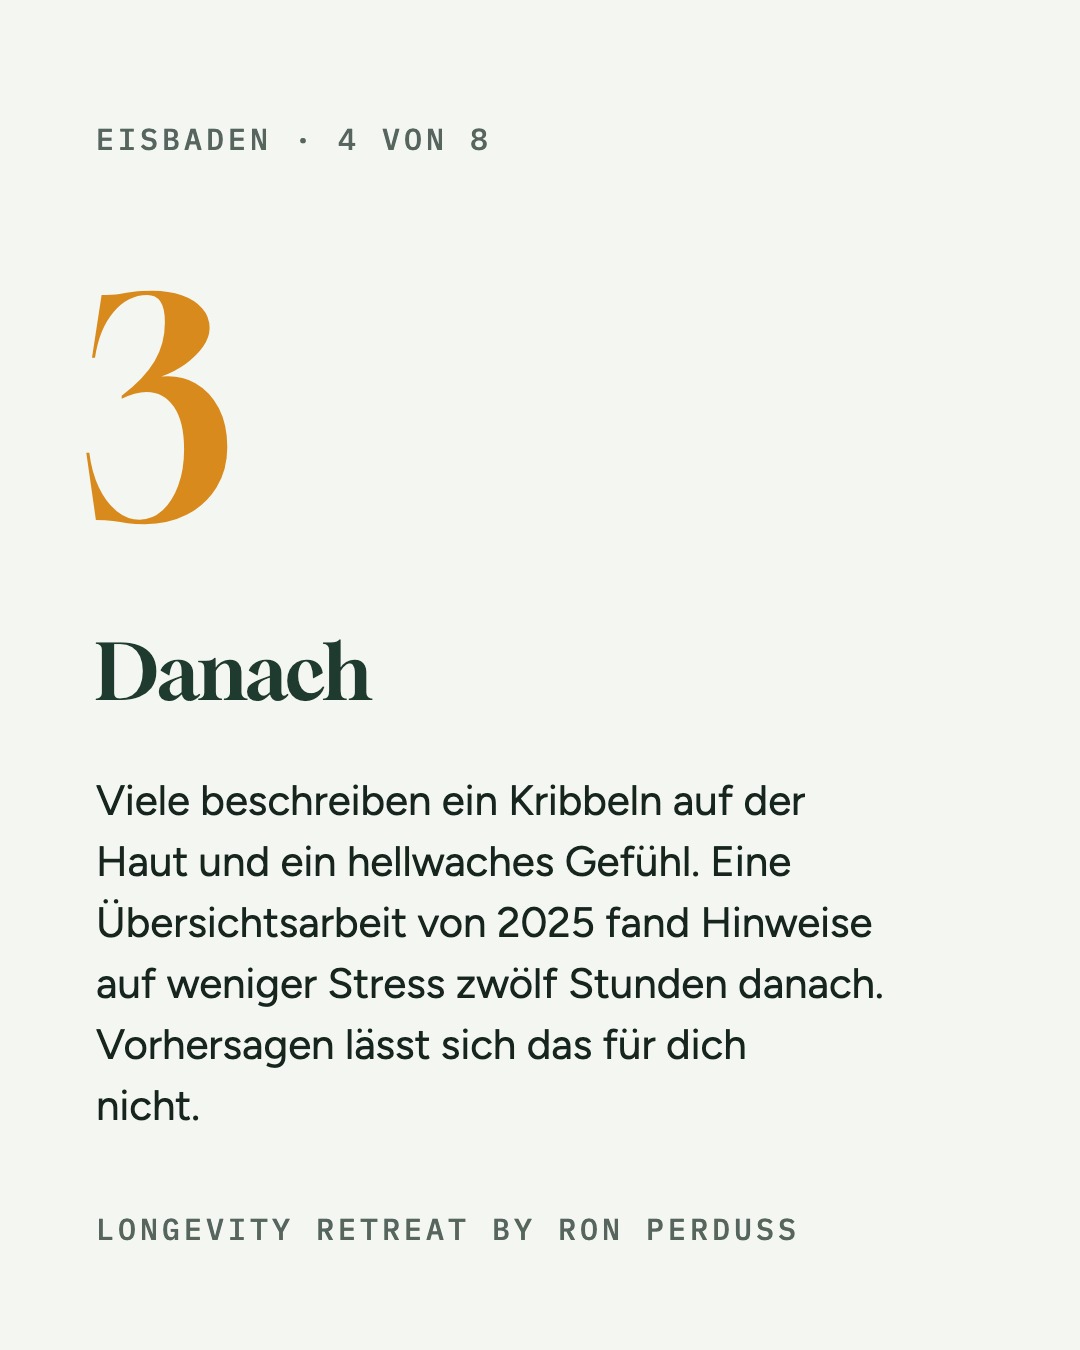 EISBADEN · 4 VON 8
3
Danach
Viele beschreiben ein Kribbeln auf der
Haut und ein hellwaches Gefühl. Eine
Übersichtsarbeit von 2025 fand Hinweise
auf weniger Stress zwölf Stunden danach.
Vorhersagen lässt sich das für dich
nicht.
LONGEVITY RETREAT BY RON PERDUSS